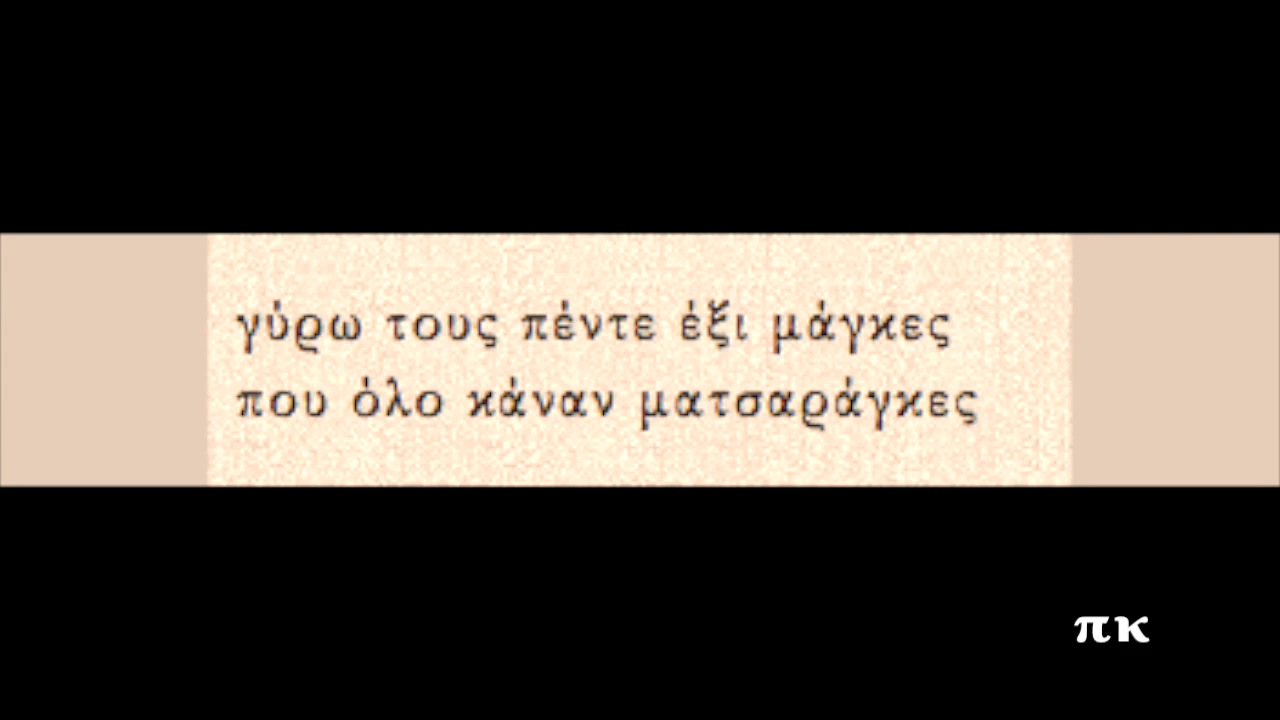 γύρω τους πέντε έξι μάγκες
που όλο κάναν ματσαράγκες
πκ